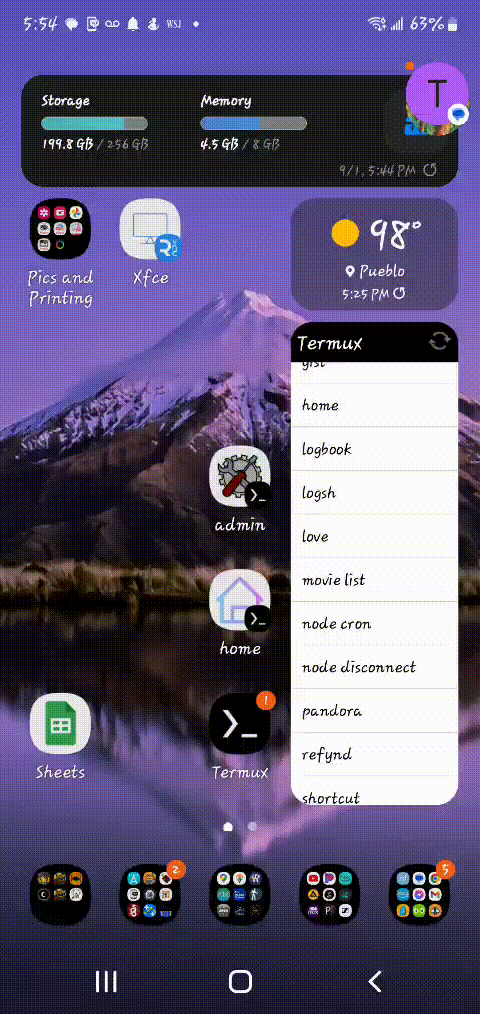 5:54 WSJ 63%
Storage Memory
T
199.8 GB / 256 GB 4.5 GB / 8 GB
9/1, 5:44 PM
98°
Pueblo
5:25 PM
Pics and
Printing
Xfce
Termux
gist
home
logbook
logsh
love
movie list
node cron
node disconnect
pandora
refynd
shortcut
admin
home
Sheets
1
Termux
2
5